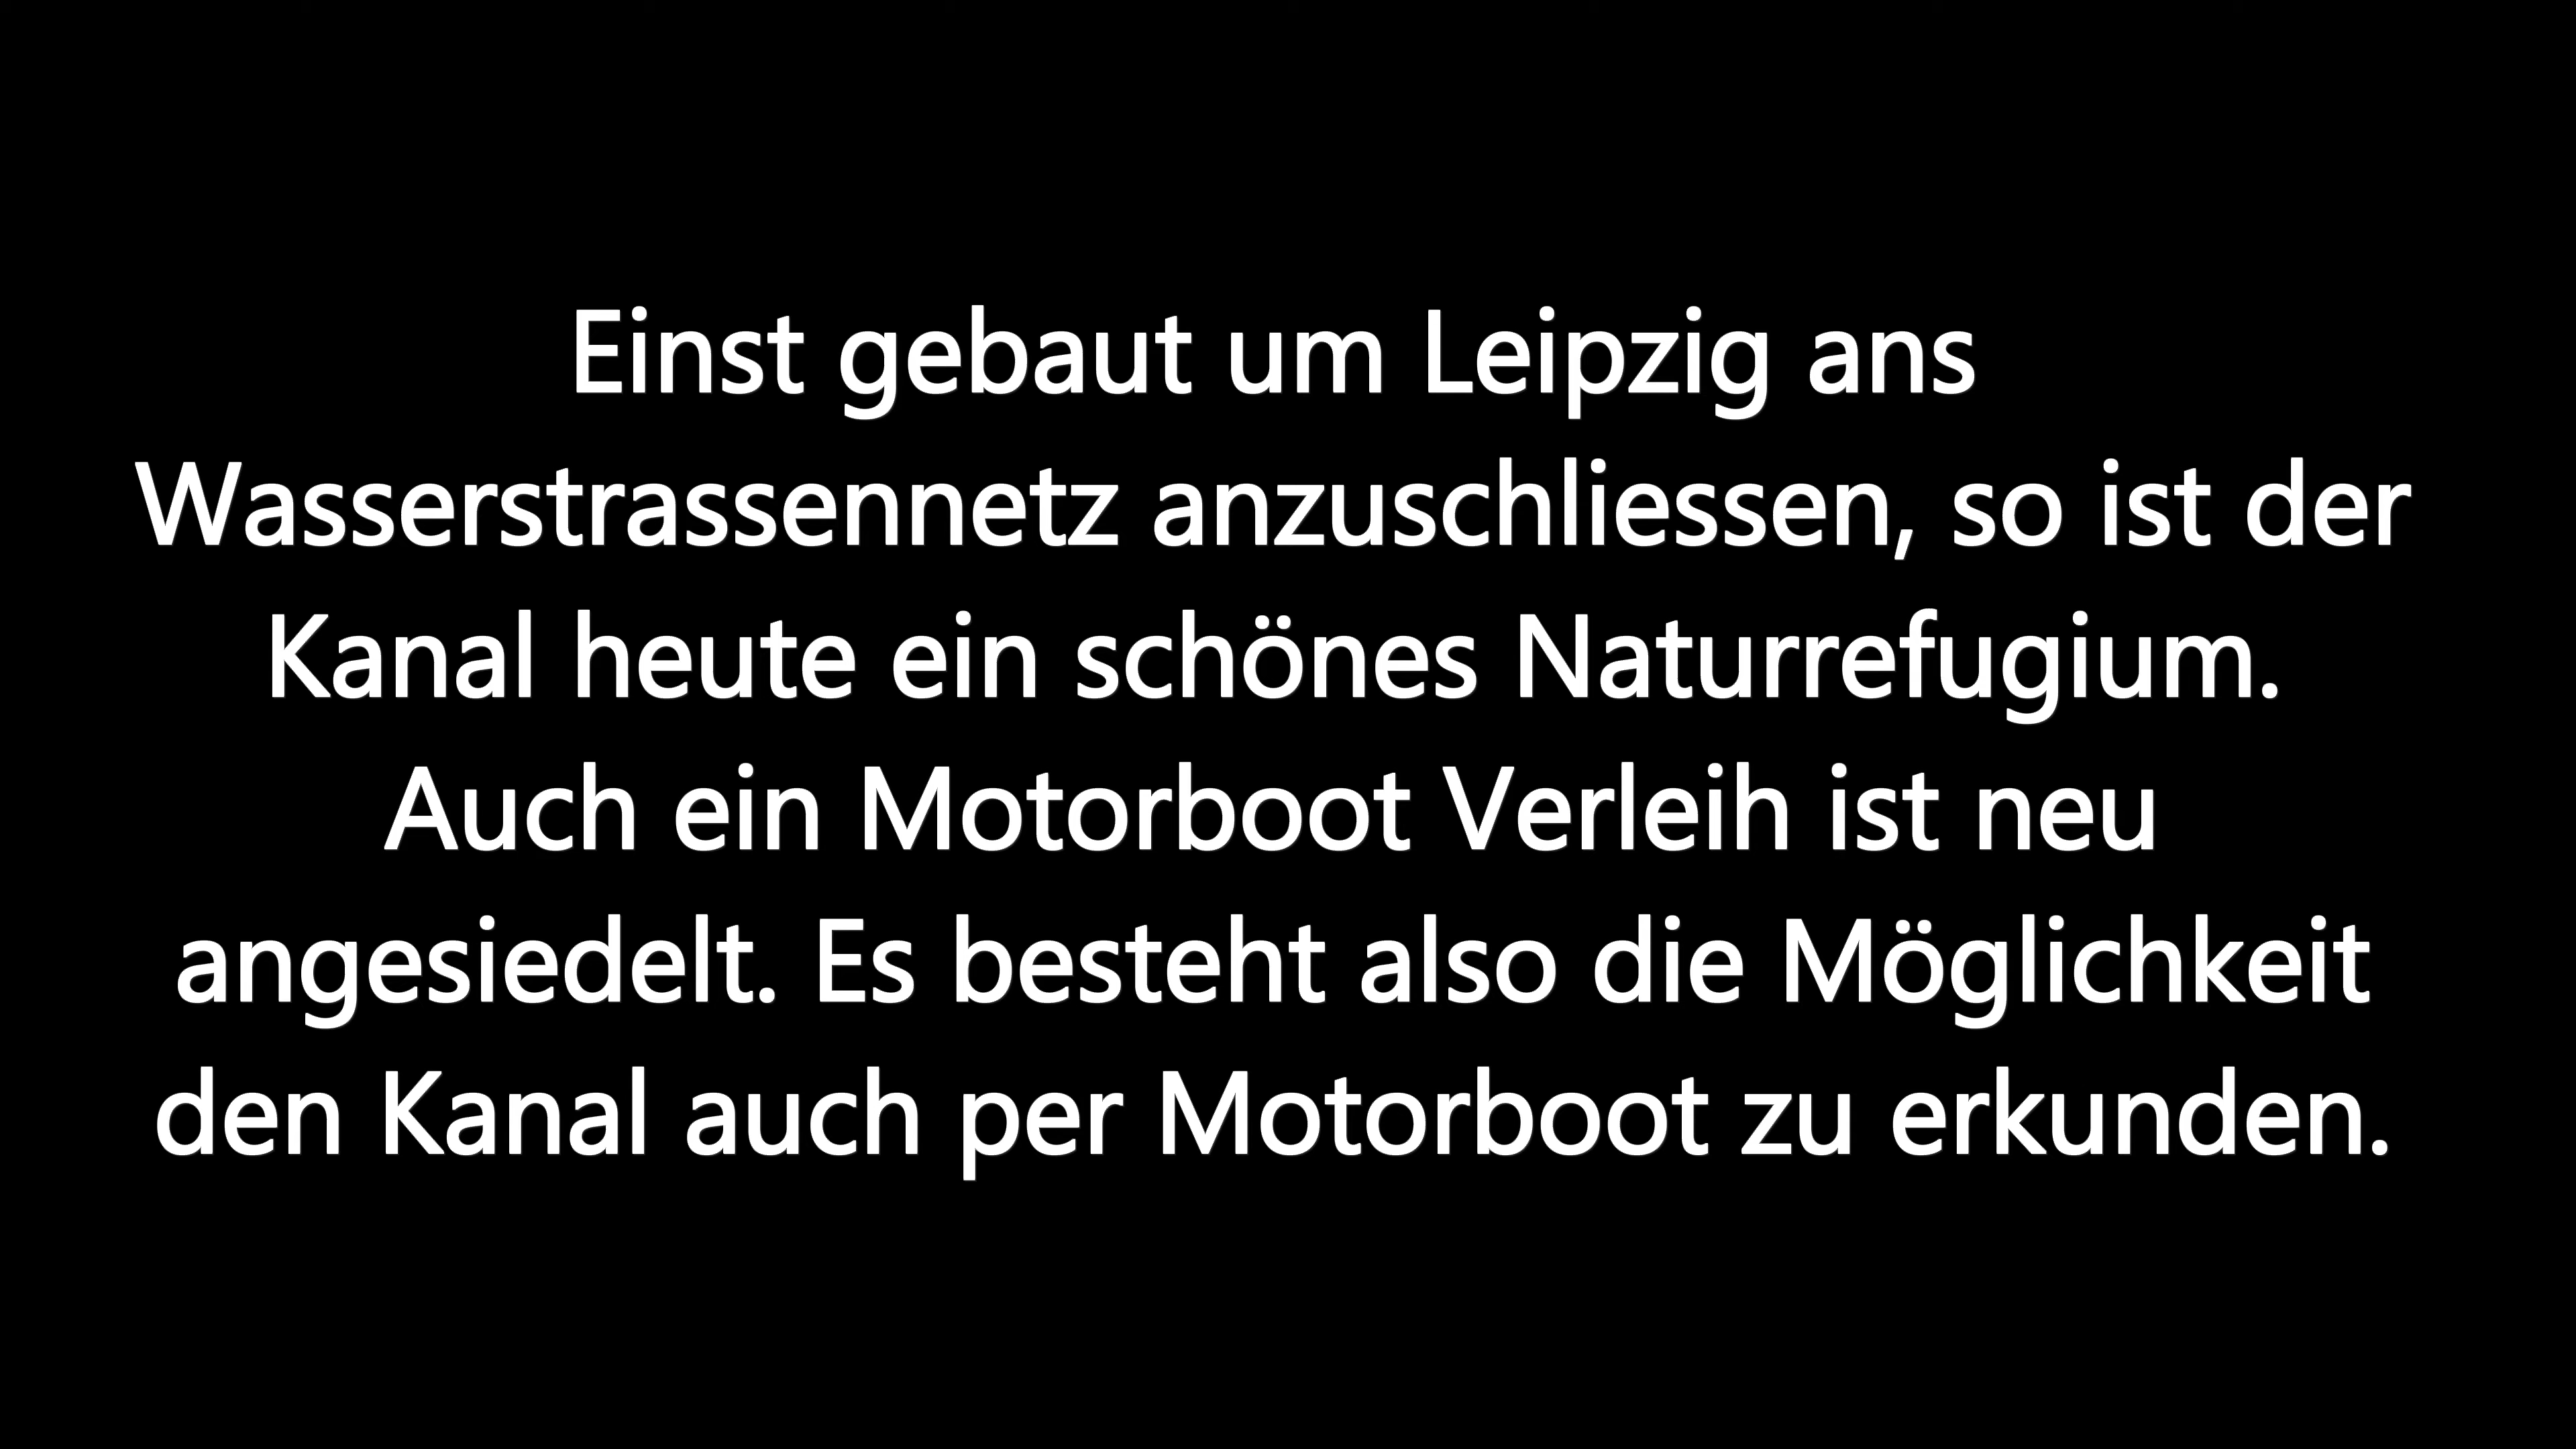 Einst gebaut um Leipzig ans
Wasserstrassennetz anzuschliessen, so ist der
Kanal heute ein schönes Naturrefugium.
Auch ein Motorboot Verleih ist neu
angesiedelt. Es besteht also die Möglichkeit
den Kanal auch per Motorboot zu erkunden.